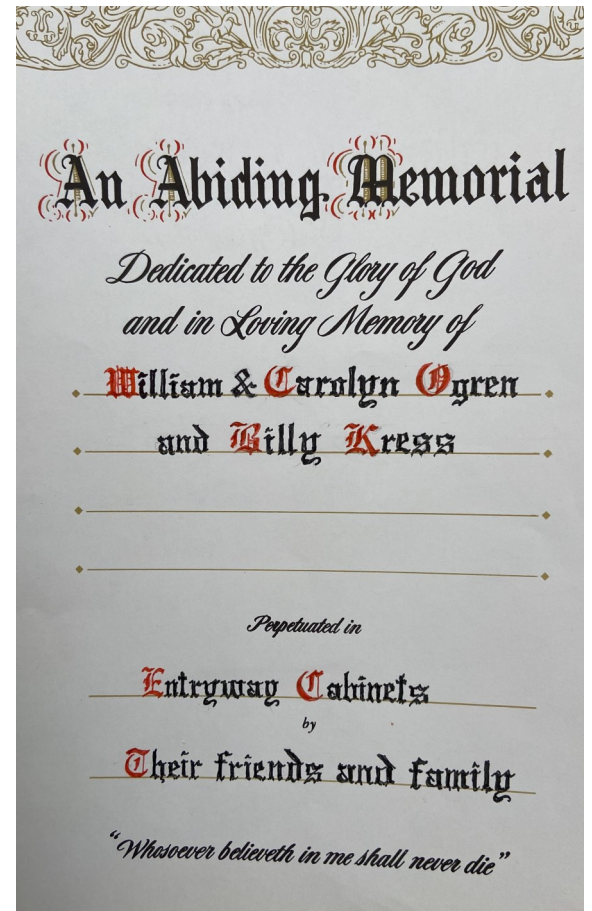 An Abiding Memorial
Dedicated to the Glory of God
and in Loving Memory of
William & Carolyn Ogren
and Billy Kress
Perpetuated in
Entryway Cabinets
by
Their friends and family
“Whosoever believeth in me shall never die”